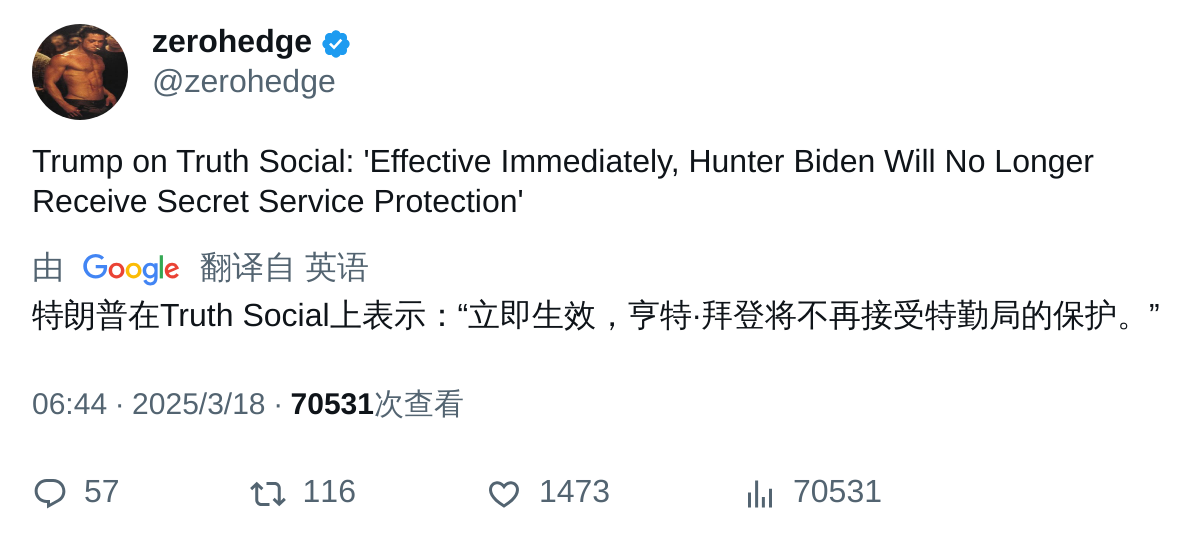 zerohedge
@zerohedge
Trump on Truth Social: 'Effective Immediately, Hunter Biden Will No Longer
Receive Secret Service Protection'
由 Google 翻译自 英语
特朗普在Truth Social上表示：“立即生效，亨特·拜登将不再接受特勤局的保护。”
06:44 · 2025/3/18 · 70531次查看
57 116 1473 70531